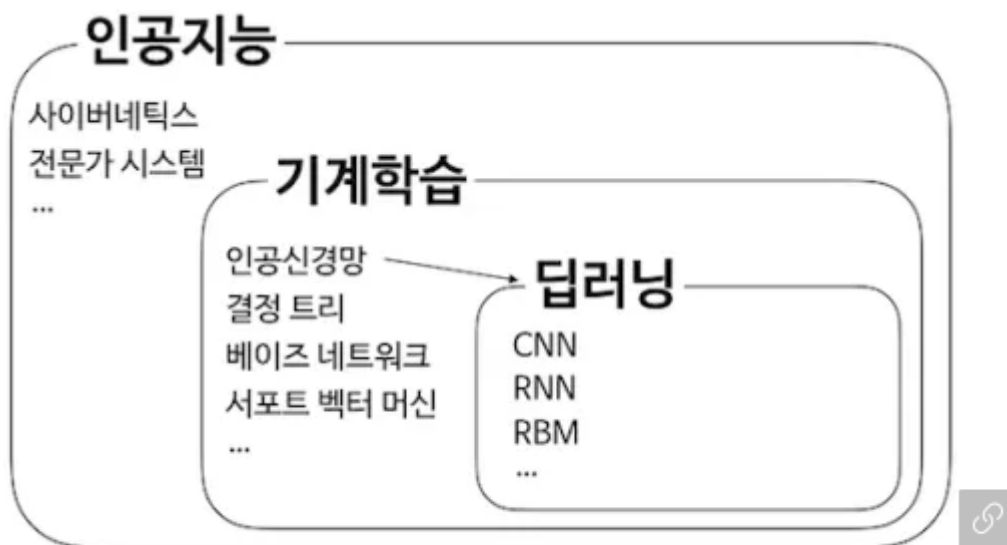 인공지능
사이버네틱스
전문가 시스템
...
기계학습
인공신경망
결정 트리
베이즈 네트워크
서포트 벡터 머신
...
딥러닝
CNN
RNN
RBM
...